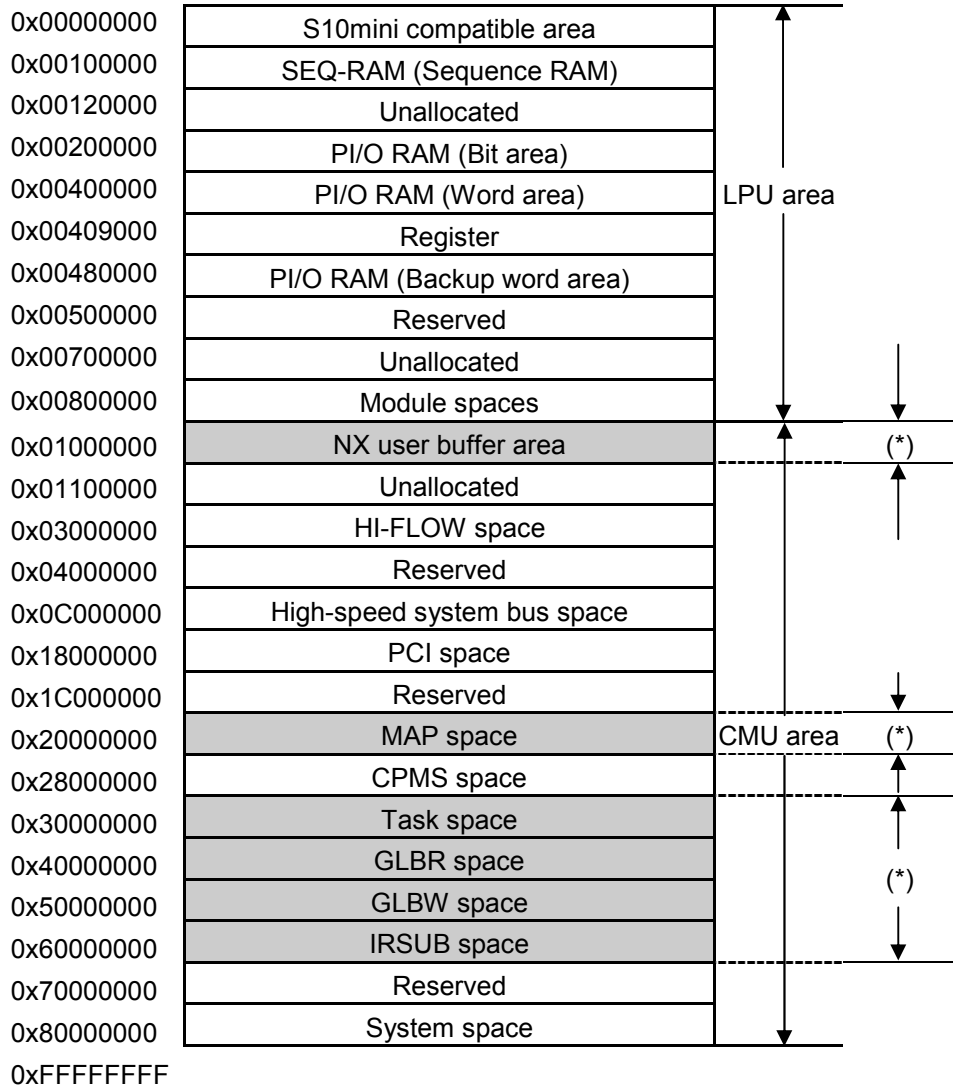 0x00000000 S10mini compatible area
0x00100000 SEQ-RAM (Sequence RAM)
0x00120000 Unallocated
0x00200000 PI/O RAM (Bit area)
0x00400000 PI/O RAM (Word area) LPU area
0x00409000 Register
0x00480000 PI/O RAM (Backup word area)
0x00500000 Reserved
0x00700000 Unallocated
0x00800000 Module spaces
0x01000000 NX user buffer area (*)
0x01100000 Unallocated
0x03000000 HI-FLOW space
0x04000000 Reserved
0x0C000000 High-speed system bus space
0x18000000 PCI space
0x1C000000 Reserved
0x20000000 MAP space CMU area (*)
0x28000000 CPMS space
0x30000000 Task space
0x40000000 GLBR space
(*)
0x50000000 GLBW space
0x60000000 IRSUB space
0x70000000 Reserved
0x80000000 System space
0xFFFFFFFF